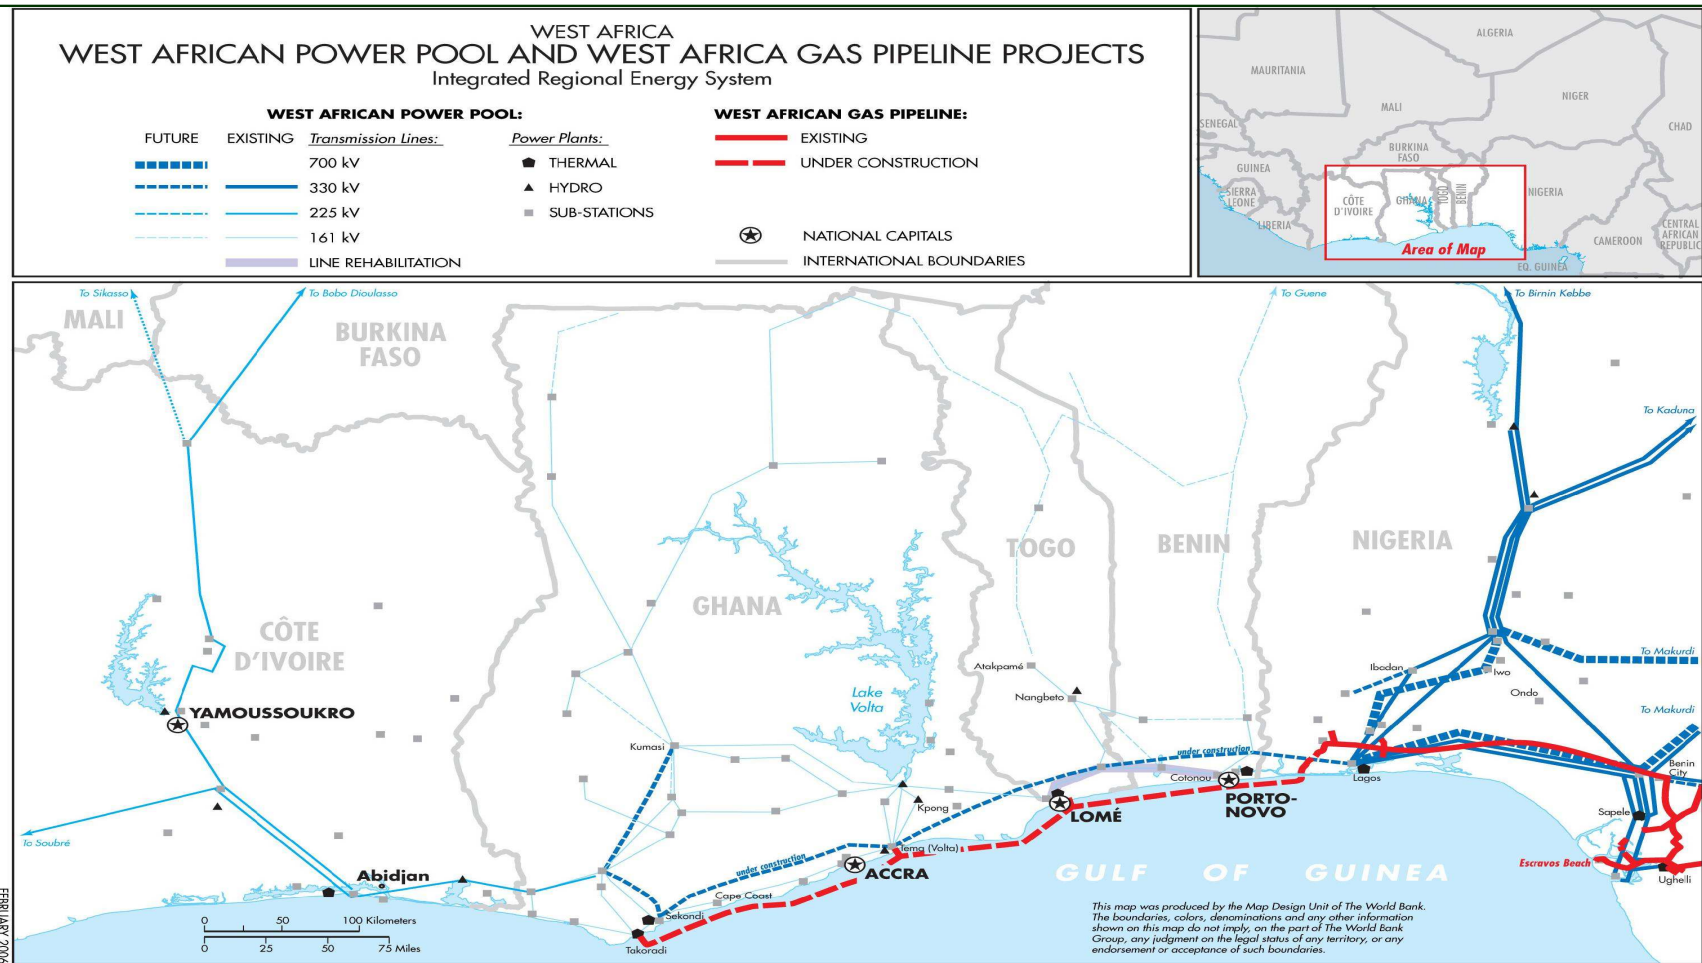 WEST AFRICA
WEST AFRICAN POWER POOL AND WEST AFRICA GAS PIPELINE PROJECTS
Integrated Regional Energy System
WEST AFRICAN POWER POOL:
FUTURE EXISTING Transmission Lines: Power Plants:
700 kV THERMAL
330 kV HYDRO
225 kV SUB-STATIONS
161 kV
LINE REHABILITATION
WEST AFRICAN GAS PIPELINE:
EXISTING
UNDER CONSTRUCTION
NATIONAL CAPITALS
INTERNATIONAL BOUNDARIES
ALGERIA
MAURITANIA
MALI
NIGER
CHAD
SENEGAL
BURKINA
FASO
GUINEA
SIERRA
LEONE
LIBERIA
CÔTE
D'IVOIRE
GHANA
TOGO
BENIN
NIGERIA
CAMEROON
CENTRAL
AFRICAN
REPUBLIC
EQ. GUINEA
Area of Map
To Sikasso
To Bobo Dioulasso
To Guene
To Birnin Kebbe
MALI
BURKINA
FASO
To Kaduna
TOGO
BENIN
NIGERIA
GHANA
CÔTE
D'IVOIRE
Atakpamé
Nangbeto
Ibadan
Iwo
Ondo
To Makurdi
To Makurdi
Lake
Volta
YAMOUSSOUKRO
Kumasi
under construction
Cotonou
PORTO-
NOVO
Lagos
Benin
City
Kpong
LOMÉ
Sapele
To Soubré
Tema (Volta)
under construction
ACCRA
Abidjan
Escravos Beach
Ughelli
GULF OF GUINEA
Cape Coast
Sekondi
Takoradi
0 50 100 Kilometers
0 25 50 75 Miles
This map was produced by the Map Design Unit of The World Bank.
The boundaries, colors, denominations and any other information
shown on this map do not imply, on the part of The World Bank
Group, any judgment on the legal status of any territory, or any
endorsement or acceptance of such boundaries.
FEBRUARY 2006